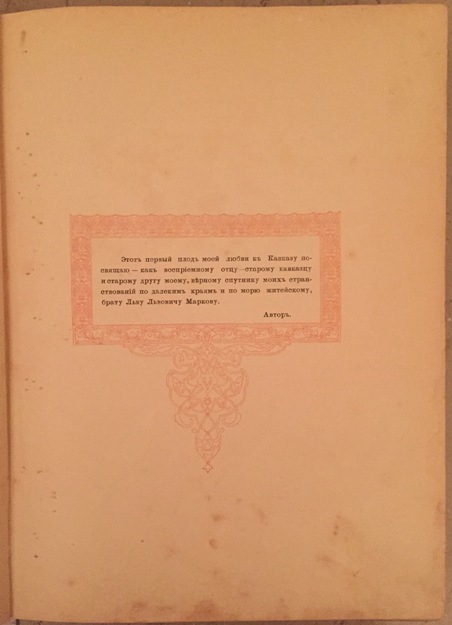 Этотъ первый плодъ моей любви къ Кавказу по-
свящаю — какъ воспріемному отцу — старому кавказцу
и старому другу моему, вѣрному спутнику моихъ стран-
ствованій по далекимъ краямъ и по морю житейскому,
брату Льву Львовичу Маркову.
Авторъ.